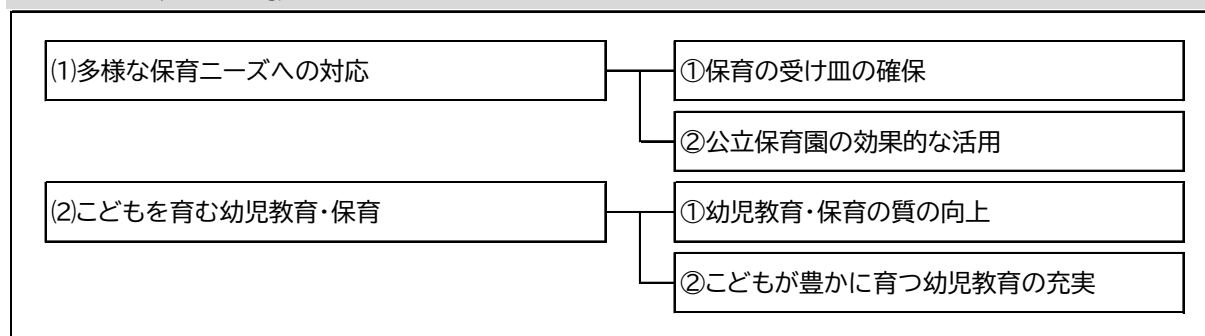 ⑴多様な保育ニーズへの対応
①保育の受け皿の確保
②公立保育園の効果的な活用
⑵こどもを育む幼児教育・保育
①幼児教育・保育の質の向上
②こどもが豊かに育つ幼児教育の充実